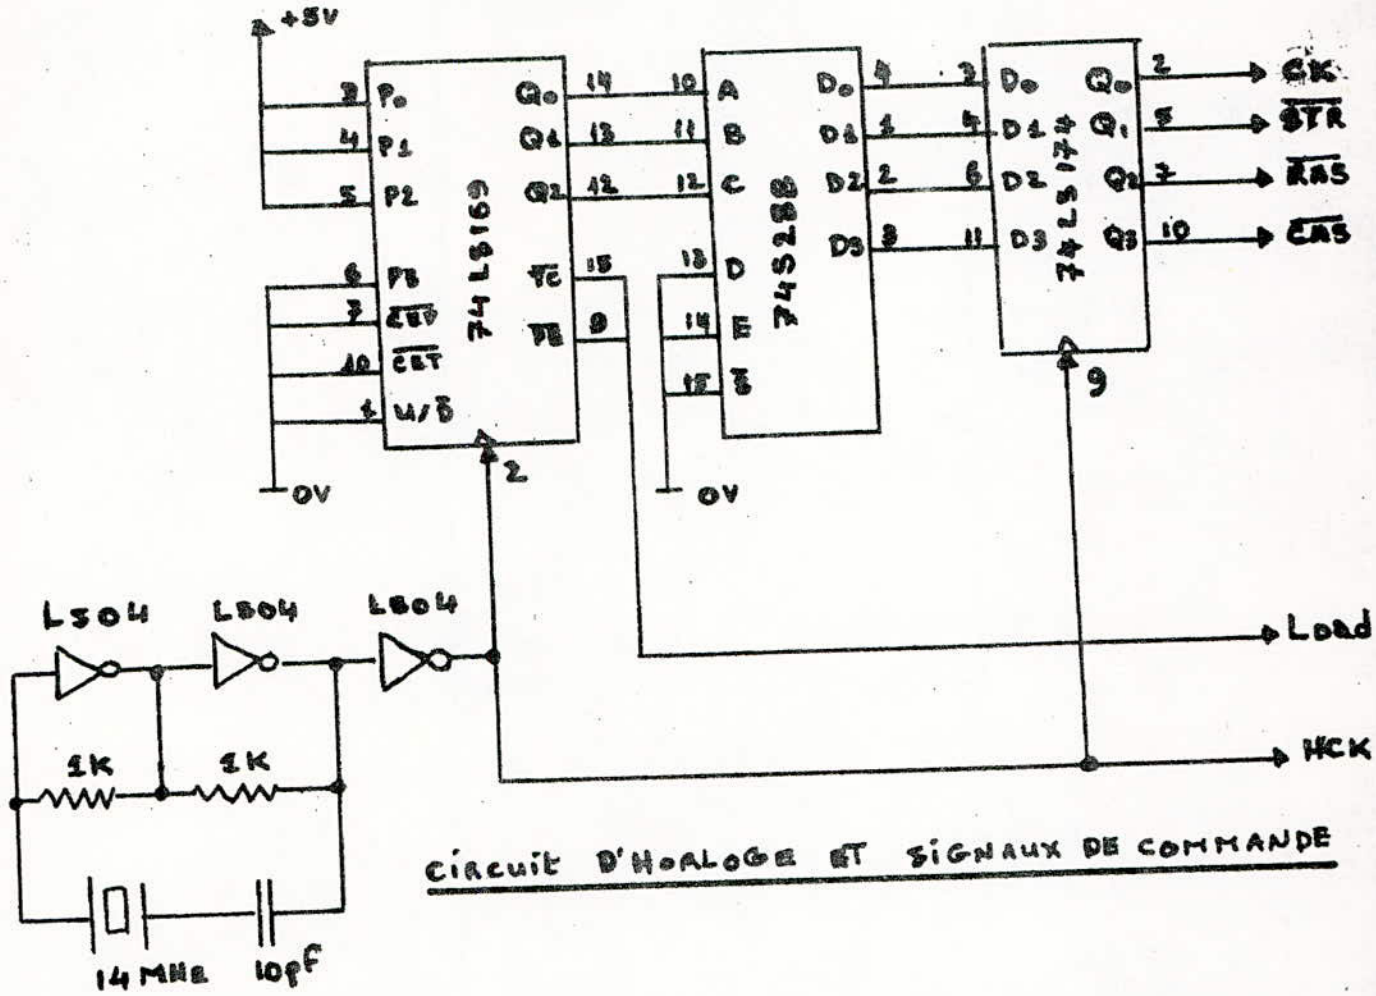 +5V
3 P0 Q0 14 10 A D0 4 3 D0 Q0 2 CK
4 P1 Q1 13 11 B D1 1 4 D1 Q1 5 STR
5 P2 Q2 12 12 C D2 2 6 D2 Q2 7 RAS
D3 3 11 D3 Q3 10 CAS
6 P3 TC 15 13 D
7 CEP PE 9 14 E
10 CET 15
1 U/D
74LS169
74S288
74LS174
2
9
0V
0V
LS04 LS04 LS04
1K 1K
14 MHz 10pF
Load
HCK
CIRCUIT D'HORLOGE ET SIGNAUX DE COMMANDE